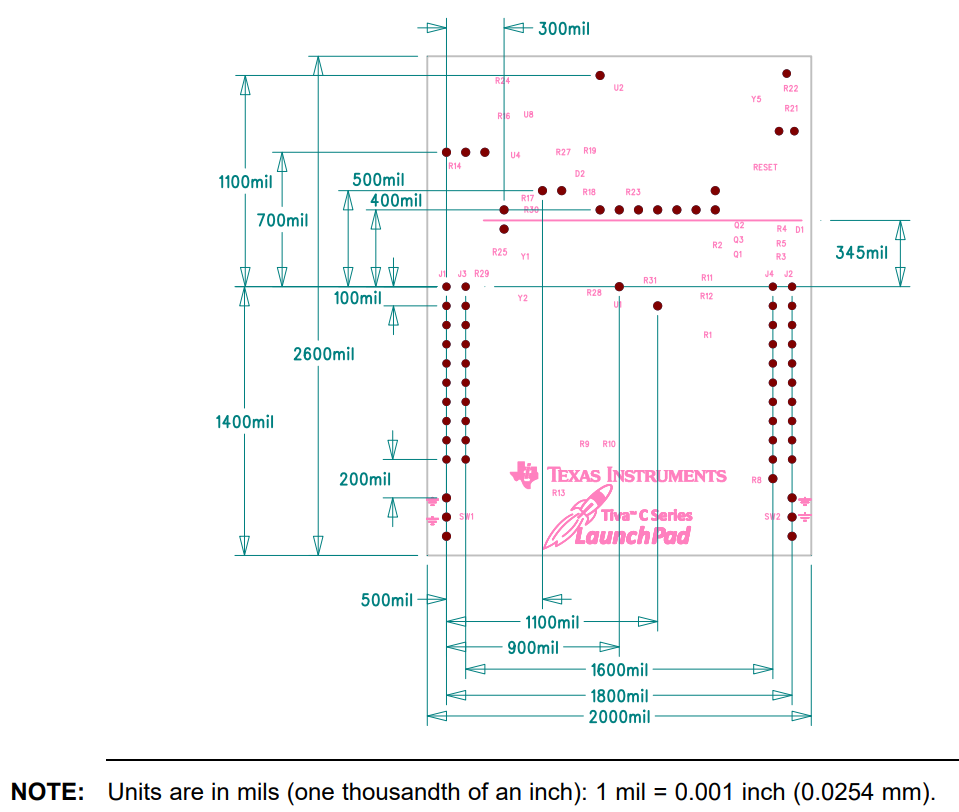 300mil
R24
U2
R22
Y5
R21
R16 U8
R14
U4
R27
R19
RESET
D2
1100mil
500mil
R17
R18
R23
400mil
R30
700mil
Q2
R4
D1
R25
Y1
R2
Q3
R5
Q1
R3
345mil
J1
J3
R29
R31
R11
J4
J2
100mil
Y2
R28
U1
R12
R1
2600mil
1400mil
R9
R10
200mil
TEXAS INSTRUMENTS
R8
R13
SW1
Tiva™ C Series
SW2
LaunchPad
500mil
1100mil
900mil
1600mil
1800mil
2000mil
NOTE: Units are in mils (one thousandth of an inch): 1 mil = 0.001 inch (0.0254 mm).